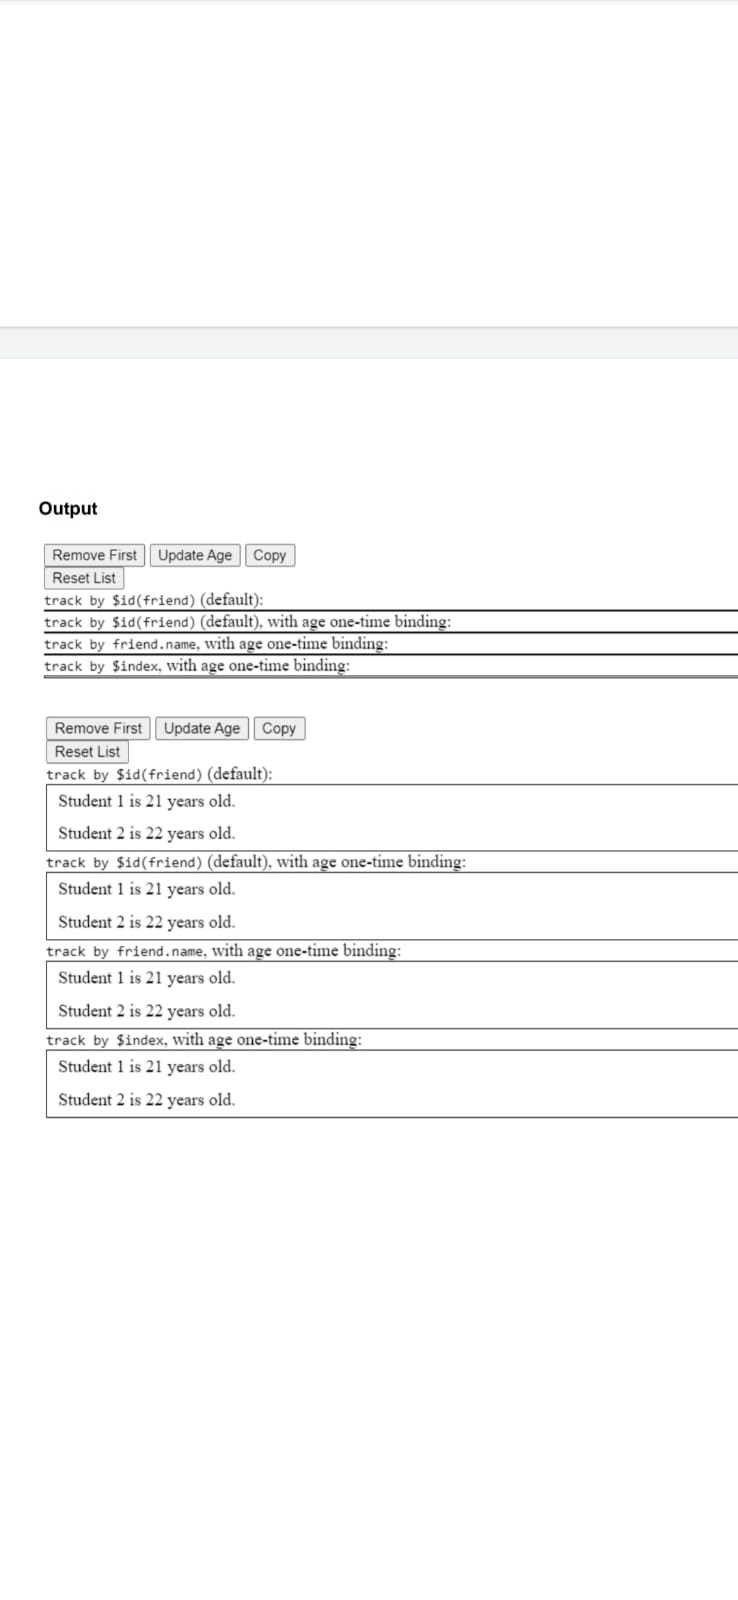 Output
Remove First Update Age Copy
Reset List
track by $id(friend) (default):
track by $id(friend) (default), with age one-time binding:
track by friend.name, with age one-time binding:
track by $index, with age one-time binding:
Remove First Update Age Copy
Reset List
track by $id(friend) (default):
Student 1 is 21 years old.
Student 2 is 22 years old.
track by $id(friend) (default), with age one-time binding:
Student 1 is 21 years old.
Student 2 is 22 years old.
track by friend.name, with age one-time binding:
Student 1 is 21 years old.
Student 2 is 22 years old.
track by $index, with age one-time binding:
Student 1 is 21 years old.
Student 2 is 22 years old.